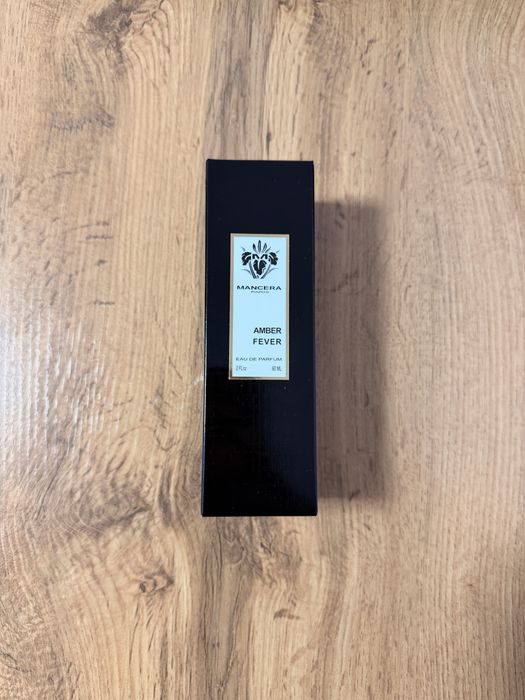 MANCERA
PARIS
AMBER
FEVER
EAU DE PARFUM
2 Fl.oz 60 ML